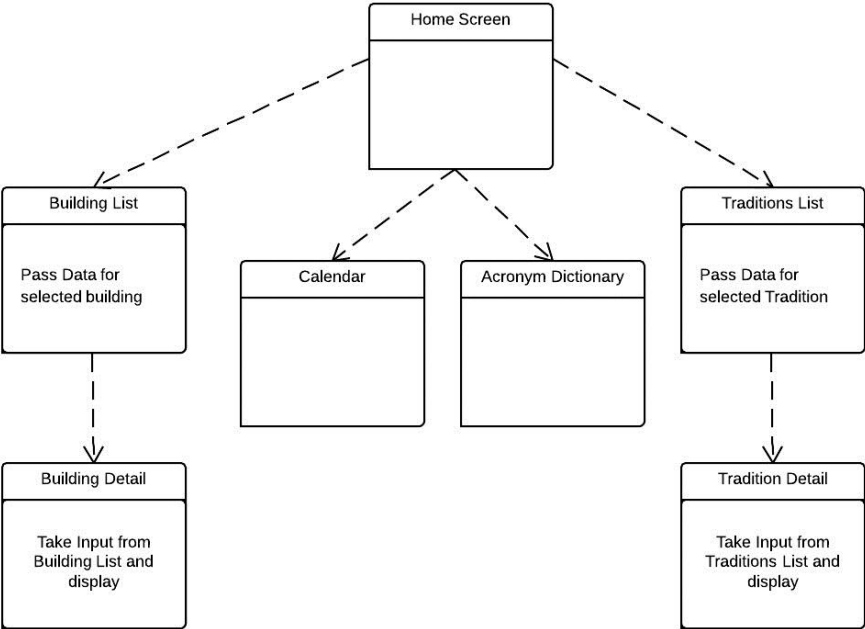 Home Screen
Building List
Pass Data for
selected building
Traditions List
Pass Data for
selected Tradition
Calendar
Acronym Dictionary
Building Detail
Take Input from
Building List and
display
Tradition Detail
Take Input from
Traditions List and
display